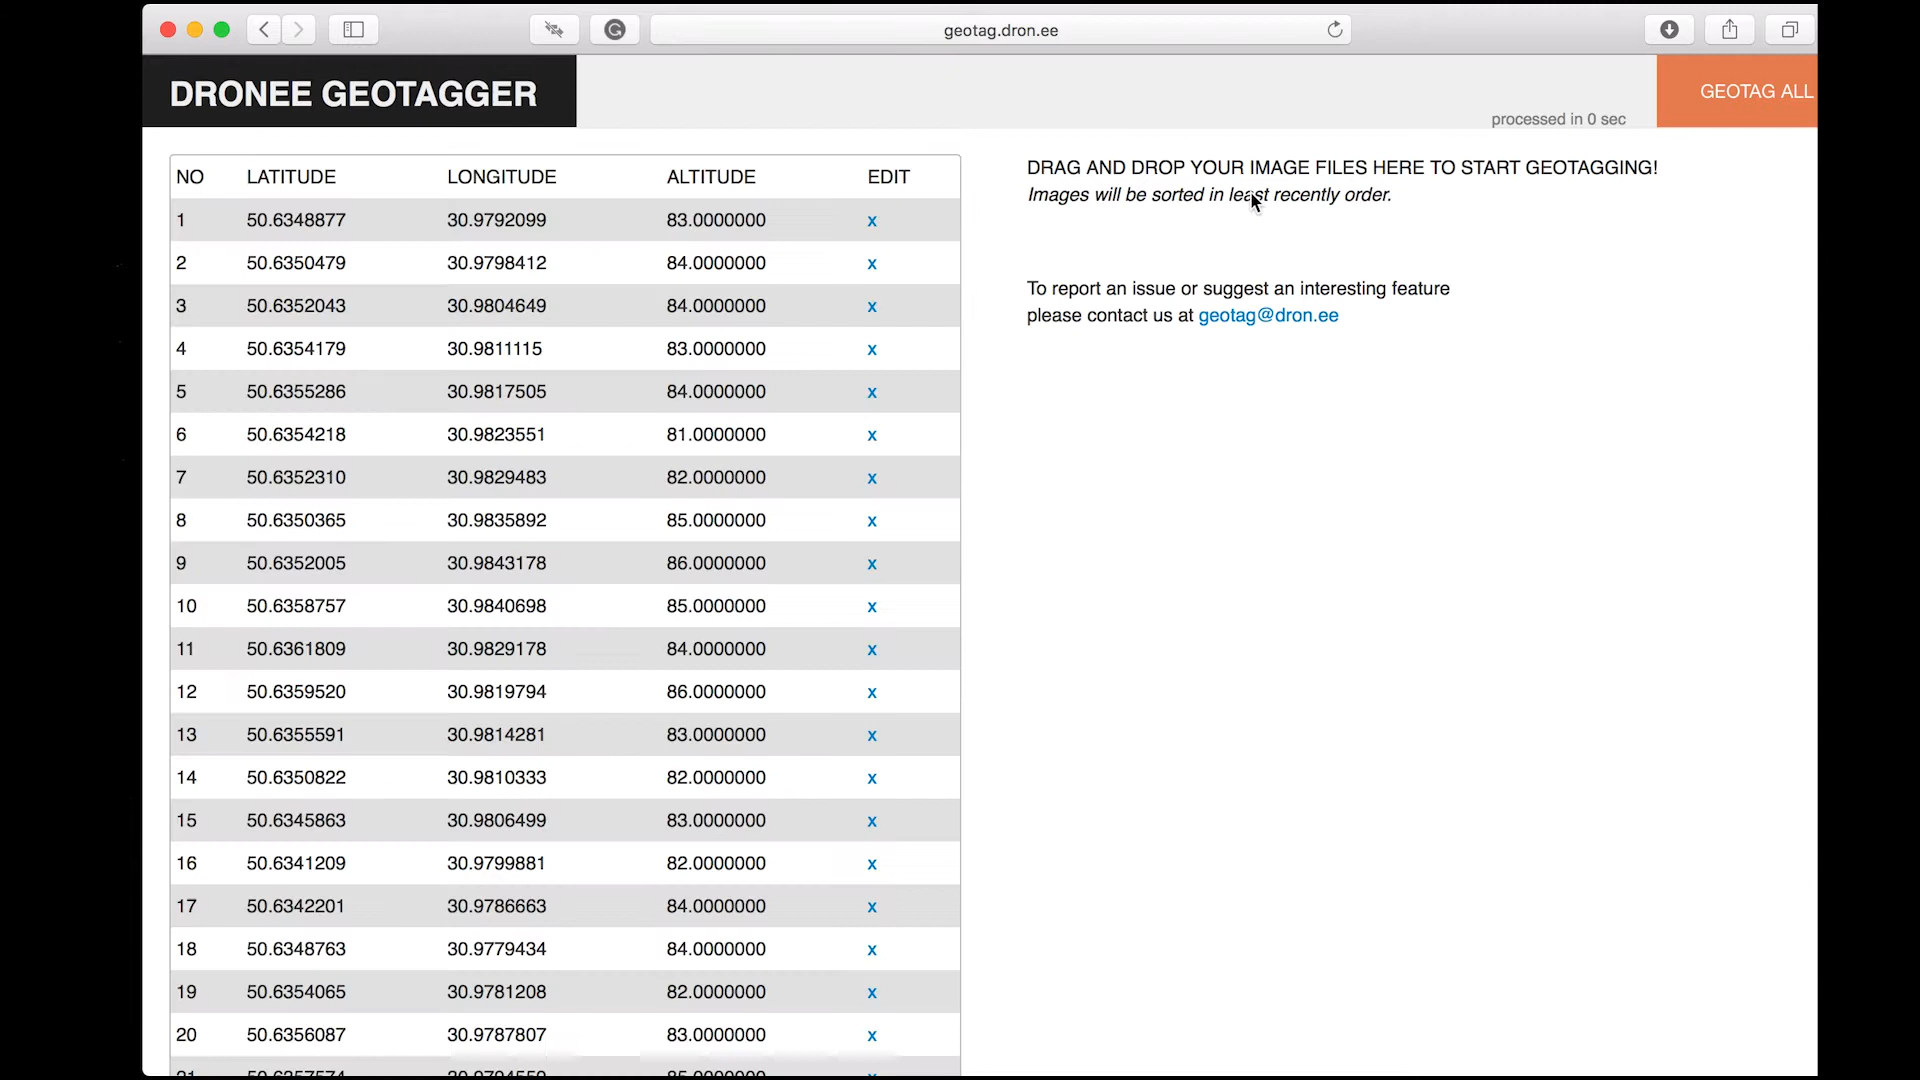 geotag.dron.ee
DRONEE GEOTAGGER
processed in 0 sec
GEOTAG ALL
NO LATITUDE LONGITUDE ALTITUDE EDIT
1 50.6348877 30.9792099 83.0000000 x
2 50.6350479 30.9798412 84.0000000 x
3 50.6352043 30.9804649 84.0000000 x
4 50.6354179 30.9811115 83.0000000 x
5 50.6355286 30.9817505 84.0000000 x
6 50.6354218 30.9823551 81.0000000 x
7 50.6352310 30.9829483 82.0000000 x
8 50.6350365 30.9835892 85.0000000 x
9 50.6352005 30.9843178 86.0000000 x
10 50.6358757 30.9840698 85.0000000 x
11 50.6361809 30.9829178 84.0000000 x
12 50.6359520 30.9819794 86.0000000 x
13 50.6355591 30.9814281 83.0000000 x
14 50.6350822 30.9810333 82.0000000 x
15 50.6345863 30.9806499 83.0000000 x
16 50.6341209 30.9799881 82.0000000 x
17 50.6342201 30.9786663 84.0000000 x
18 50.6348763 30.9779434 84.0000000 x
19 50.6354065 30.9781208 82.0000000 x
20 50.6356087 30.9787807 83.0000000 x
DRAG AND DROP YOUR IMAGE FILES HERE TO START GEOTAGGING!
Images will be sorted in least recently order.
To report an issue or suggest an interesting feature
please contact us at geotag@dron.ee